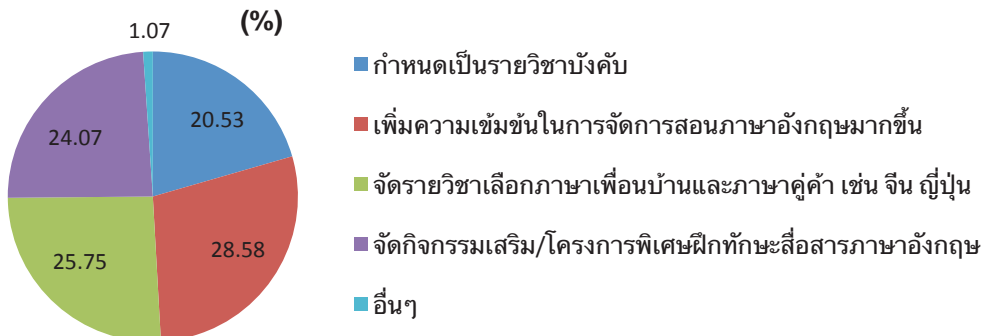 (%)
1.07
20.53
28.58
25.75
24.07
กำหนดเป็นรายวิชาบังคับ
เพิ่มความเข้มข้นในการจัดการสอนภาษาอังกฤษมากขึ้น
จัดรายวิชาเลือกภาษาเพื่อนบ้านและภาษาคู่ค้า เช่น จีน ญี่ปุ่น
จัดกิจกรรมเสริม/โครงการพิเศษฝึกทักษะสื่อสารภาษาอังกฤษ
อื่นๆ